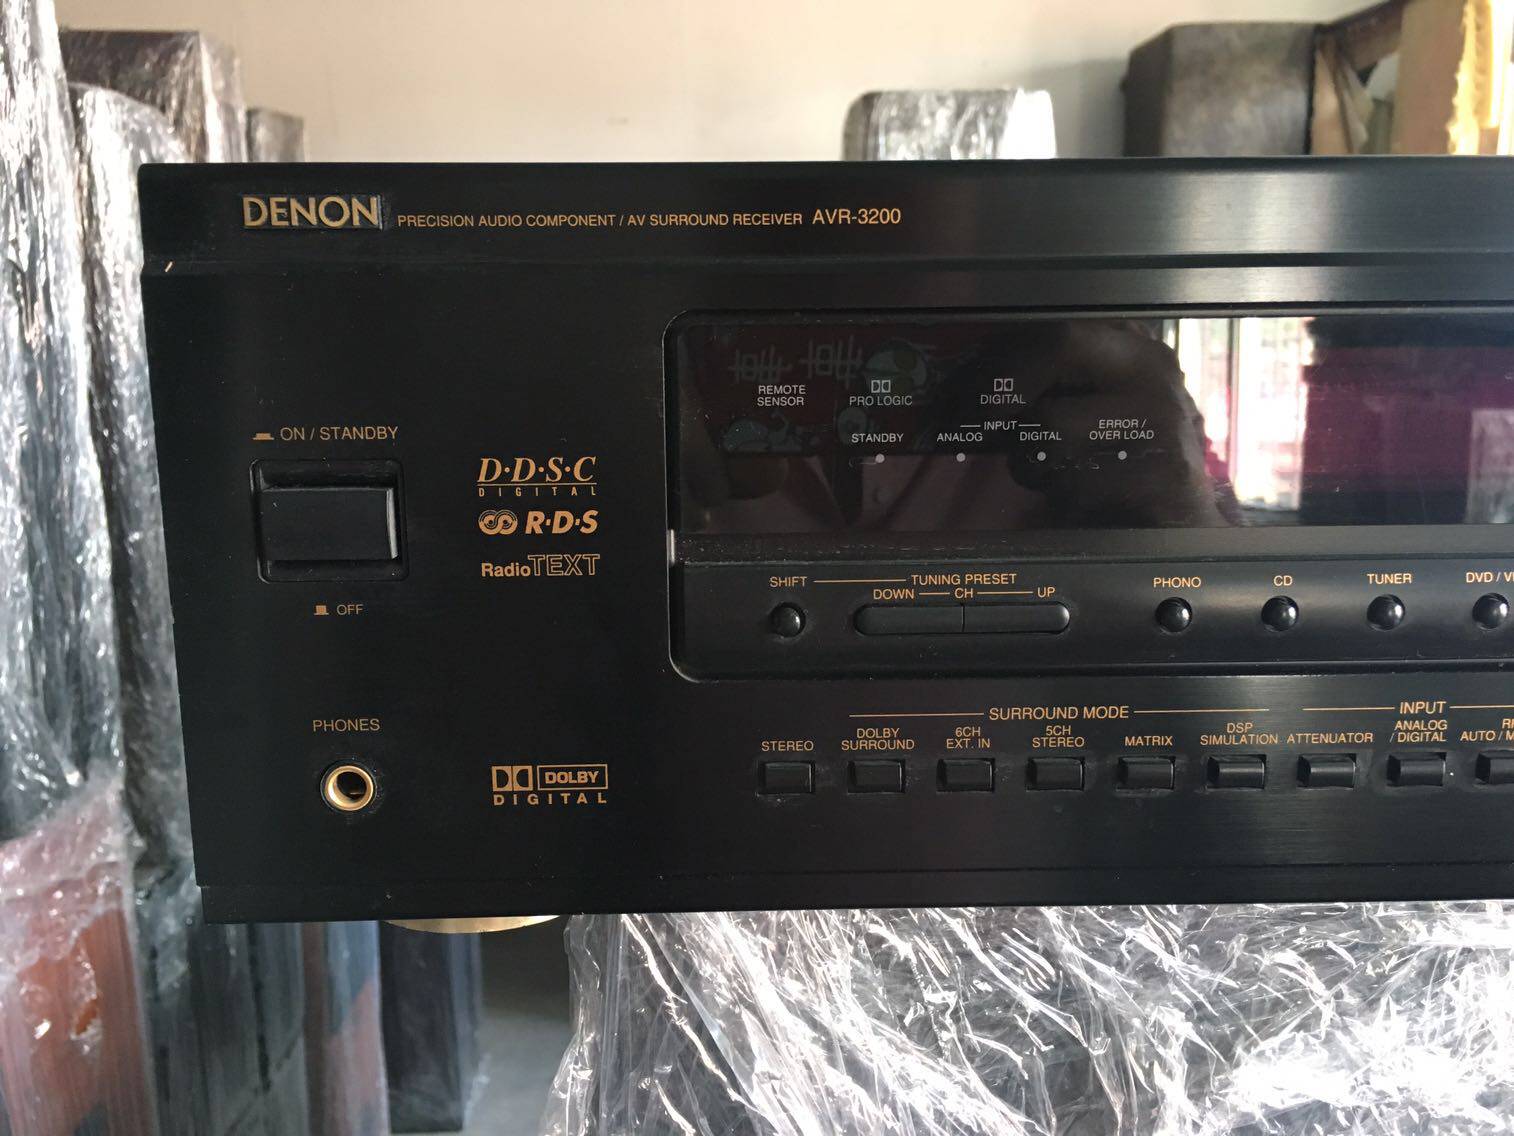 DENON PRECISION AUDIO COMPONENT / AV SURROUND RECEIVER AVR-3200
REMOTE SENSOR
PRO LOGIC
DIGITAL
STANDBY
INPUT
ANALOG DIGITAL
ERROR / OVER LOAD
ON / STANDBY
OFF
D·D·S·C
DIGITAL
R·D·S
RadioTEXT
SHIFT
TUNING PRESET
DOWN CH UP
PHONO
CD
TUNER
DVD /
PHONES
DOLBY
DIGITAL
SURROUND MODE
STEREO
DOLBY SURROUND
6CH EXT. IN
5CH STEREO
MATRIX
DSP SIMULATION
INPUT
ATTENUATOR
ANALOG / DIGITAL
AUTO /